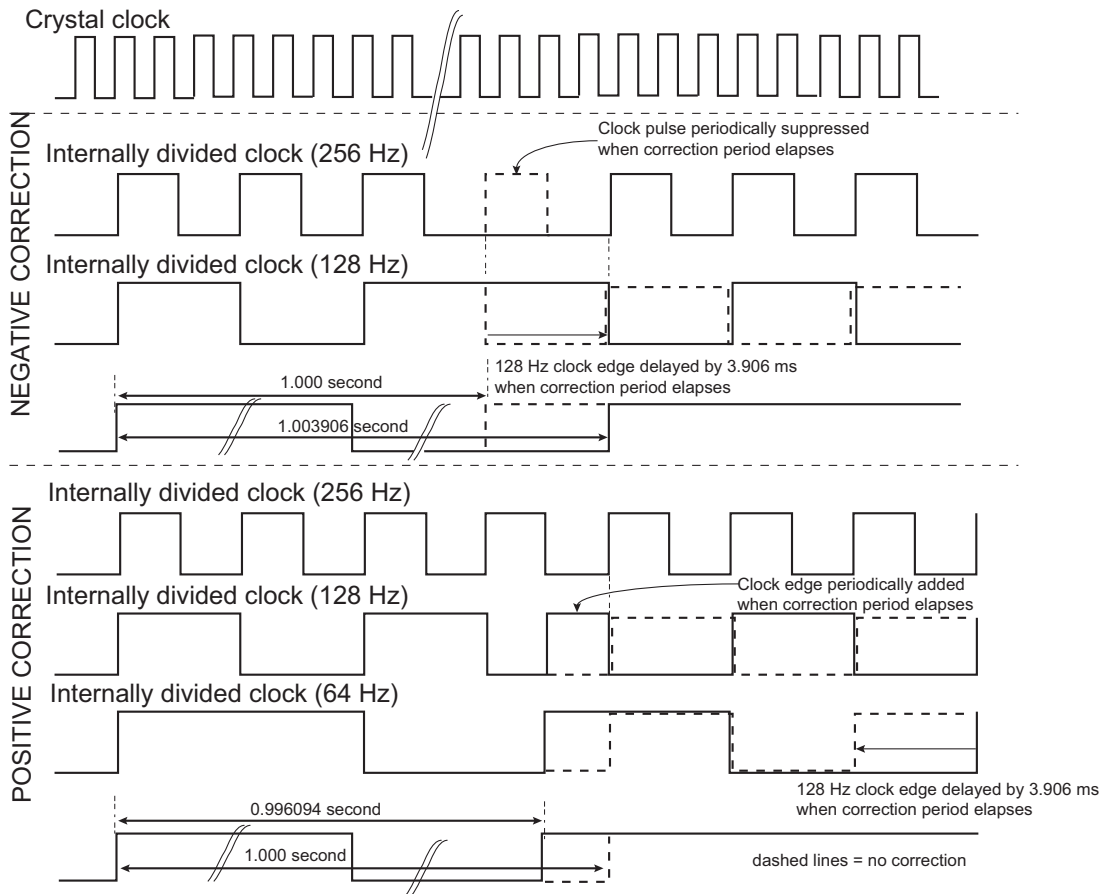 Crystal clock
NEGATIVE CORRECTION
Clock pulse periodically suppressed
when correction period elapses
Internally divided clock (256 Hz)
Internally divided clock (128 Hz)
128 Hz clock edge delayed by 3.906 ms
when correction period elapses
1.000 second
1.003906 second
POSITIVE CORRECTION
Internally divided clock (256 Hz)
Internally divided clock (128 Hz)
Clock edge periodically added
when correction period elapses
Internally divided clock (64 Hz)
128 Hz clock edge delayed by 3.906 ms
when correction period elapses
0.996094 second
1.000 second
dashed lines = no correction